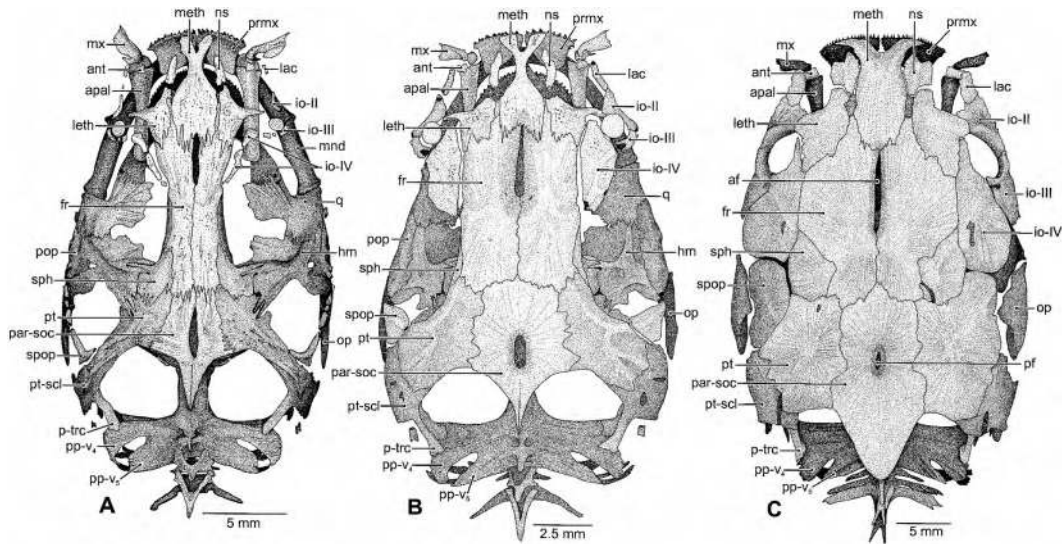 meth
ns
prmx
mx
ant
apal
lac
leth
io-II
io-III
mnd
io-IV
fr
q
pop
hm
sph
pt
par-soc
spop
op
pt-scl
p-trc
pp-v4
pp-v5
A
5 mm
meth
ns
prmx
mx
ant
apal
lac
leth
io-II
io-III
io-IV
fr
q
pop
hm
sph
spop
op
pt
par-soc
pt-scl
p-trc
pp-v4
pp-v5
B
2.5 mm
meth
ns
prmx
mx
ant
apal
lac
leth
io-II
af
io-III
fr
io-IV
sph
spop
op
pt
pf
par-soc
pt-scl
p-trc
pp-v4
pp-v5
C
5 mm